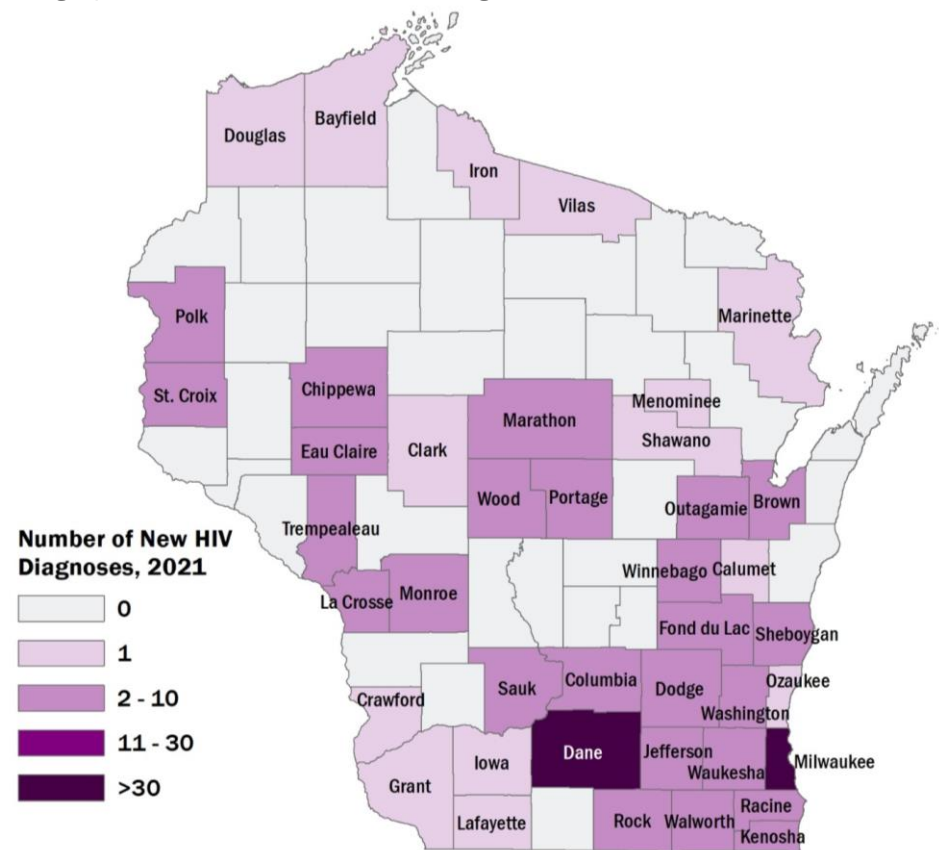 Douglas
Bayfield
Iron
Vilas
Polk
Marinette
St. Croix
Chippewa
Marathon
Menominee
Eau Claire
Clark
Shawano
Wood
Portage
Outagamie
Brown
Trempealeau
Winnebago
Calumet
La Crosse
Monroe
Fond du Lac
Sheboygan
Crawford
Sauk
Columbia
Dodge
Ozaukee
Washington
Dane
Jefferson
Waukesha
Milwaukee
Grant
Iowa
Lafayette
Rock
Walworth
Racine
Kenosha
Number of New HIV
Diagnoses, 2021
0
1
2 - 10
11 - 30
>30